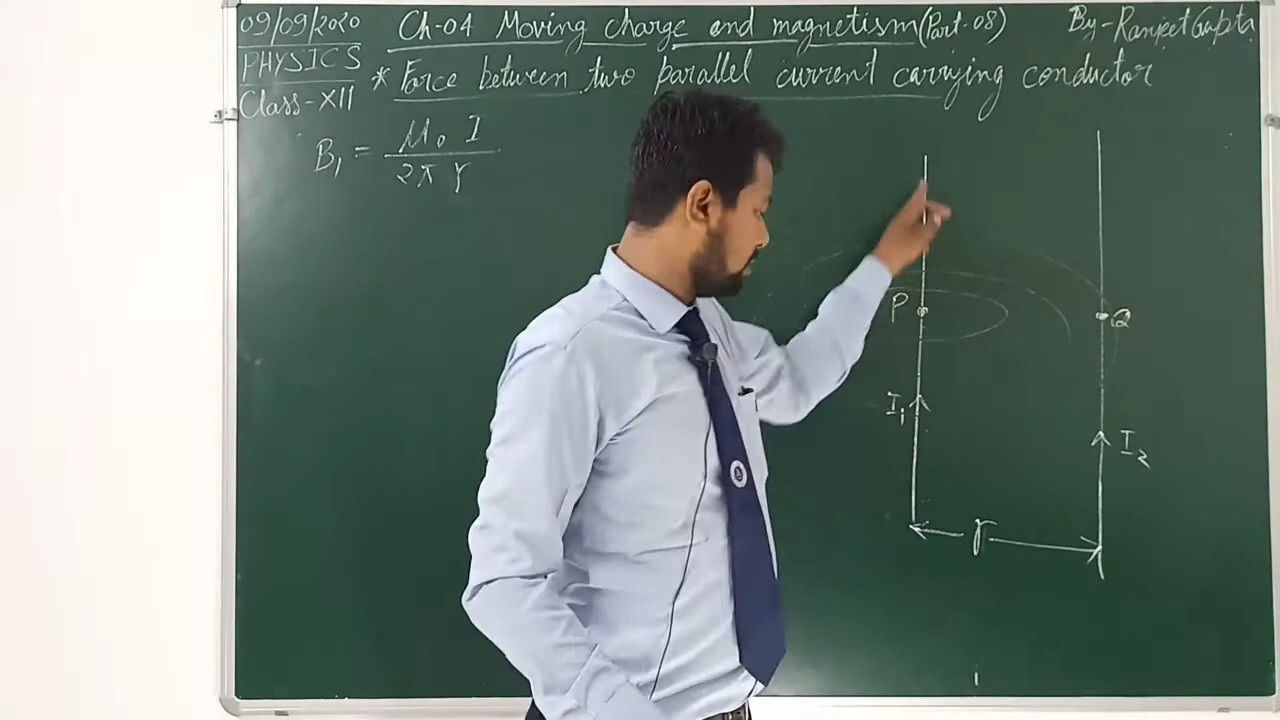 09/09/2020 Ch-04 Moving charge and magnetism (Part-08) By-Ranjeet Gupta
PHYSICS
Class-XII * Force between two parallel current carrying conductor
B₁ = μ₀ I / 2π r
P
Q
I₁
I₂
r